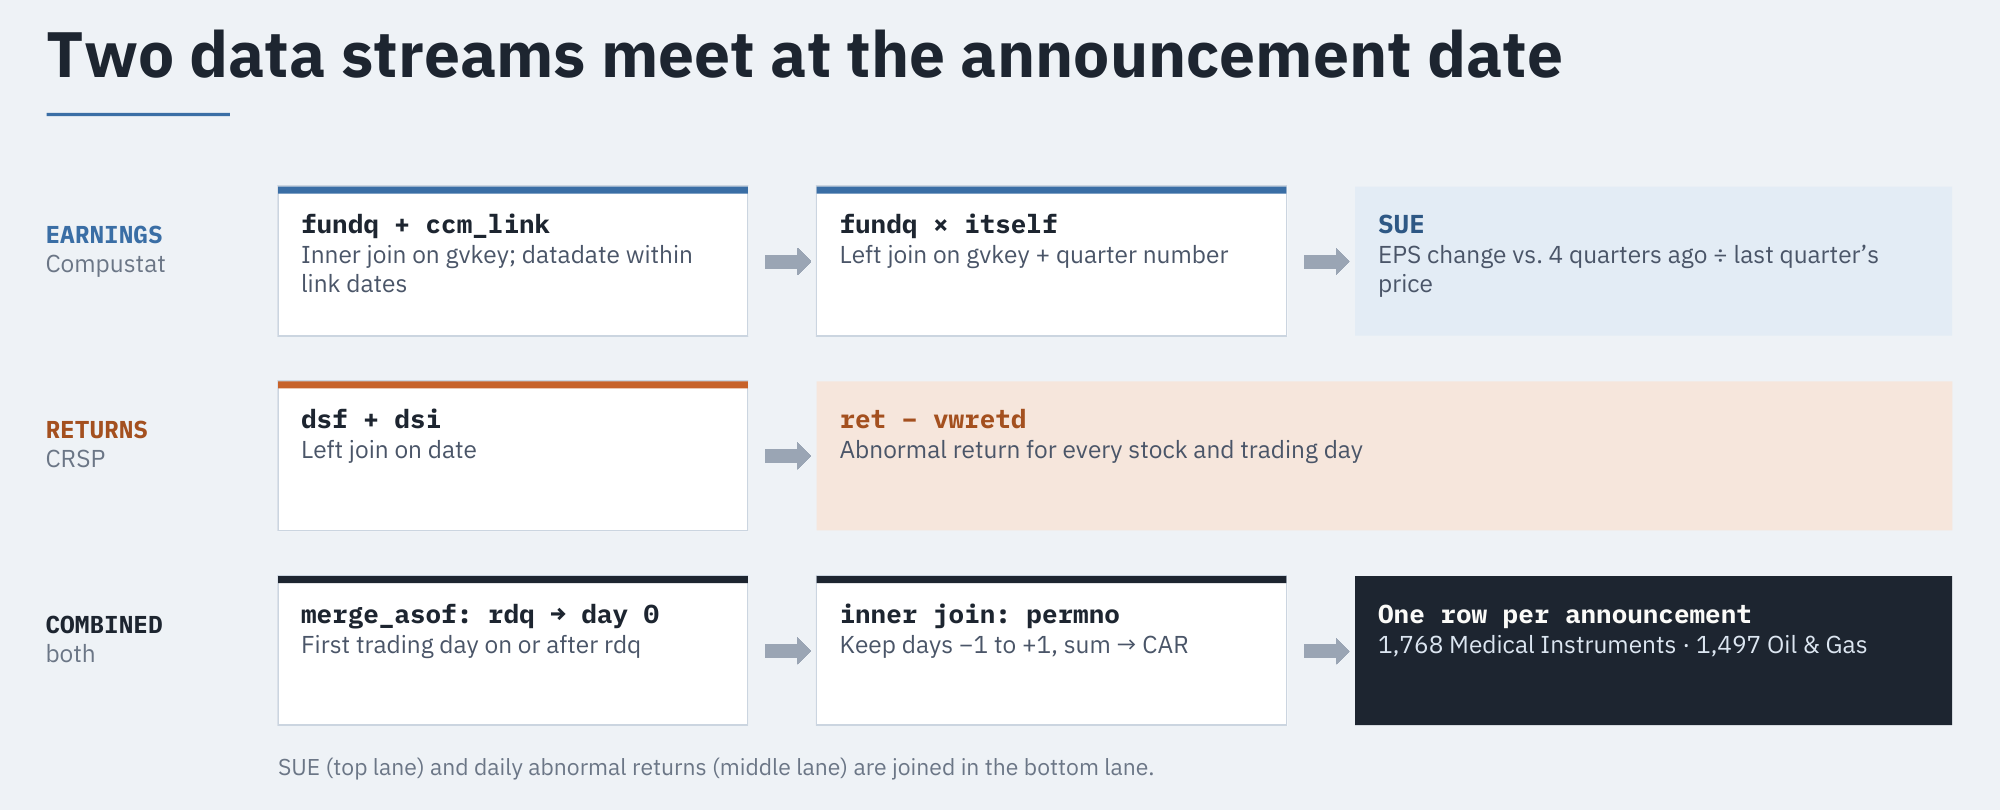 Two data streams meet at the announcement date
EARNINGS
Compustat
fundq + ccm_link
Inner join on gvkey; datadate within
link dates
fundq × itself
Left join on gvkey + quarter number
SUE
EPS change vs. 4 quarters ago ÷ last quarter’s
price
RETURNS
CRSP
dsf + dsi
Left join on date
ret − vwretd
Abnormal return for every stock and trading day
COMBINED
both
merge_asof: rdq → day 0
First trading day on or after rdq
inner join: permno
Keep days −1 to +1, sum → CAR
One row per announcement
1,768 Medical Instruments · 1,497 Oil & Gas
SUE (top lane) and daily abnormal returns (middle lane) are joined in the bottom lane.